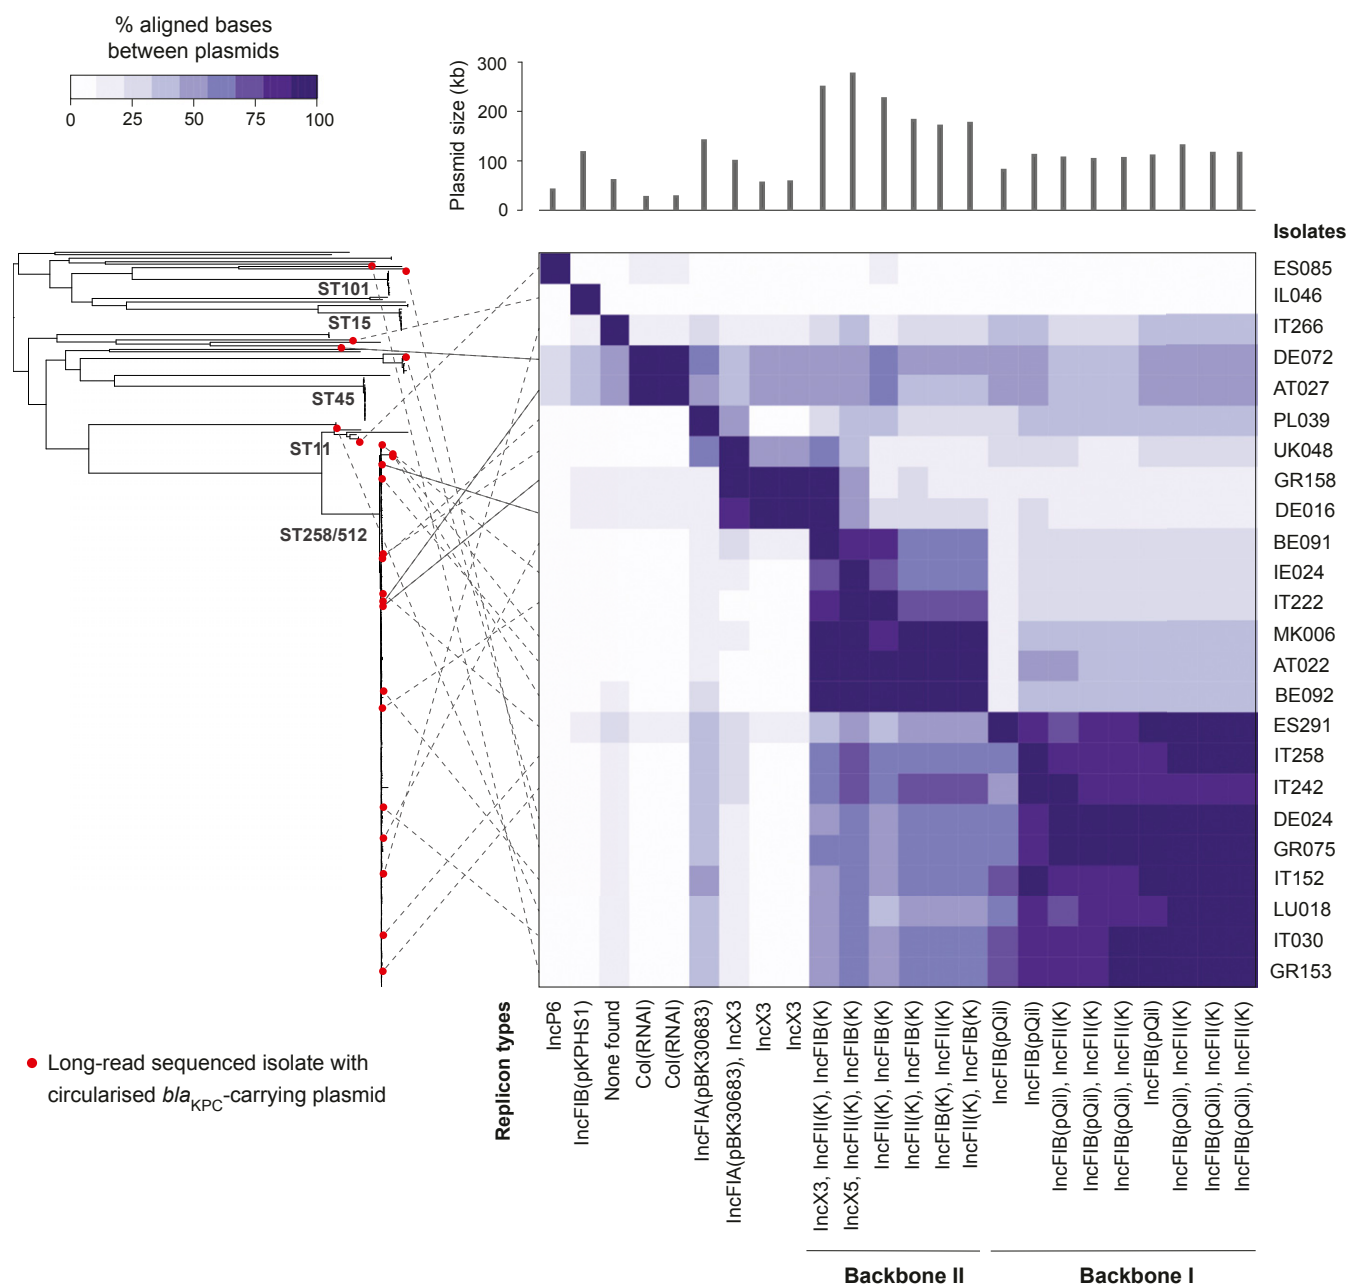 % aligned bases
between plasmids
0 25 50 75 100
Plasmid size (kb)
300
200
100
0
Isolates
ES085
IL046
IT266
DE072
AT027
PL039
UK048
GR158
DE016
BE091
IE024
IT222
MK006
AT022
BE092
ES291
IT258
IT242
DE024
GR075
IT152
LU018
IT030
GR153
ST101
ST15
ST45
ST11
ST258/512
Long-read sequenced isolate with
circularised blaKPC-carrying plasmid
Replicon types
IncP6
IncFIB(pKPHS1)
None found
Col(RNAI)
Col(RNAI)
IncFIA(pBK30683)
IncFIA(pBK30683), IncX3
IncX3
IncX3
IncX3, IncFII(K), IncFIB(K)
IncX5, IncFII(K), IncFIB(K)
IncFII(K), IncFIB(K)
IncFII(K), IncFIB(K)
IncFIB(K), IncFII(K)
IncFII(K), IncFIB(K)
IncFIB(pQil)
IncFIB(pQil)
IncFIB(pQil), IncFII(K)
IncFIB(pQil), IncFII(K)
IncFIB(pQil), IncFII(K)
IncFIB(pQil)
IncFIB(pQil), IncFII(K)
IncFIB(pQil), IncFII(K)
IncFIB(pQil), IncFII(K)
Backbone II
Backbone I